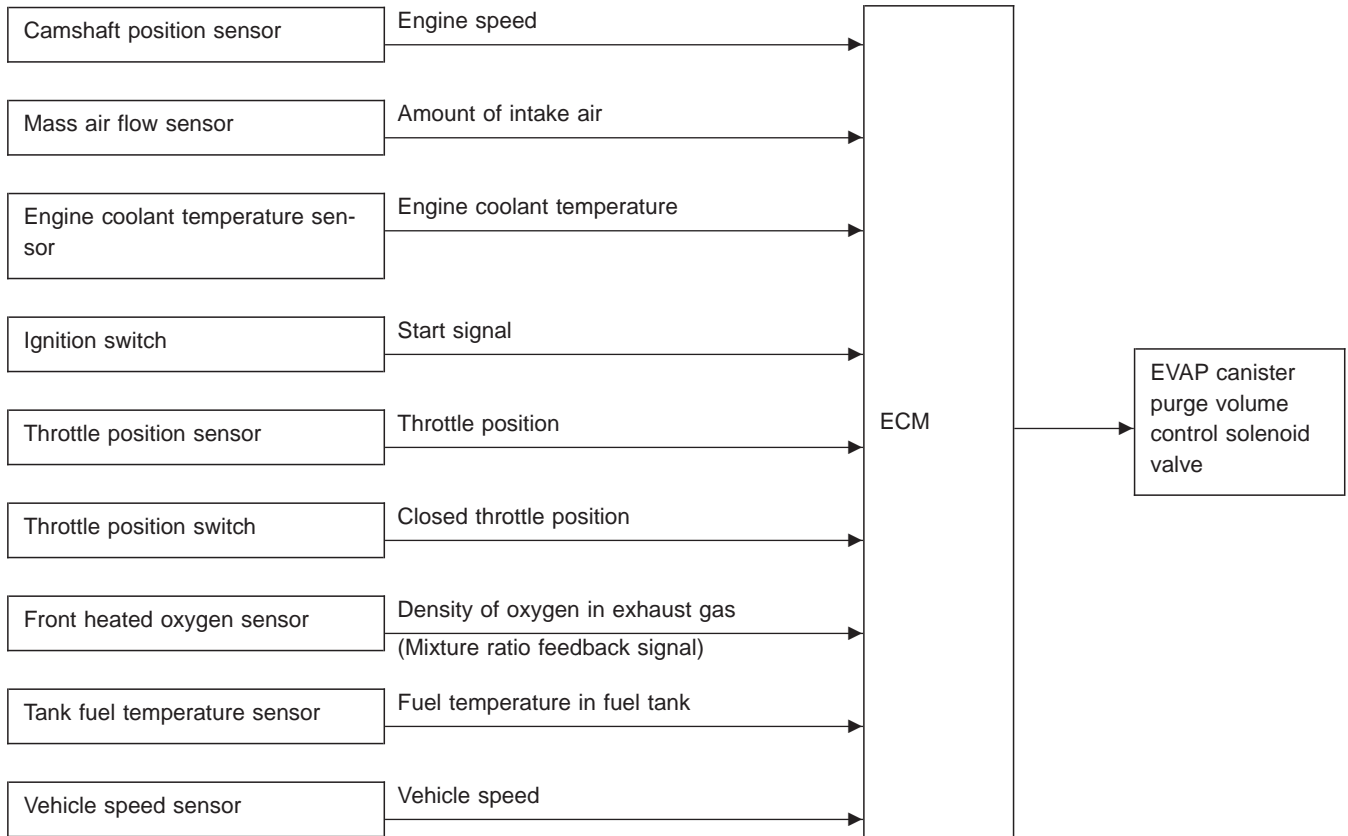 Camshaft position sensor
Engine speed
Mass air flow sensor
Amount of intake air
Engine coolant temperature sen-
sor
Engine coolant temperature
Ignition switch
Start signal
Throttle position sensor
Throttle position
Throttle position switch
Closed throttle position
Front heated oxygen sensor
Density of oxygen in exhaust gas
(Mixture ratio feedback signal)
Tank fuel temperature sensor
Fuel temperature in fuel tank
Vehicle speed sensor
Vehicle speed
ECM
EVAP canister
purge volume
control solenoid
valve